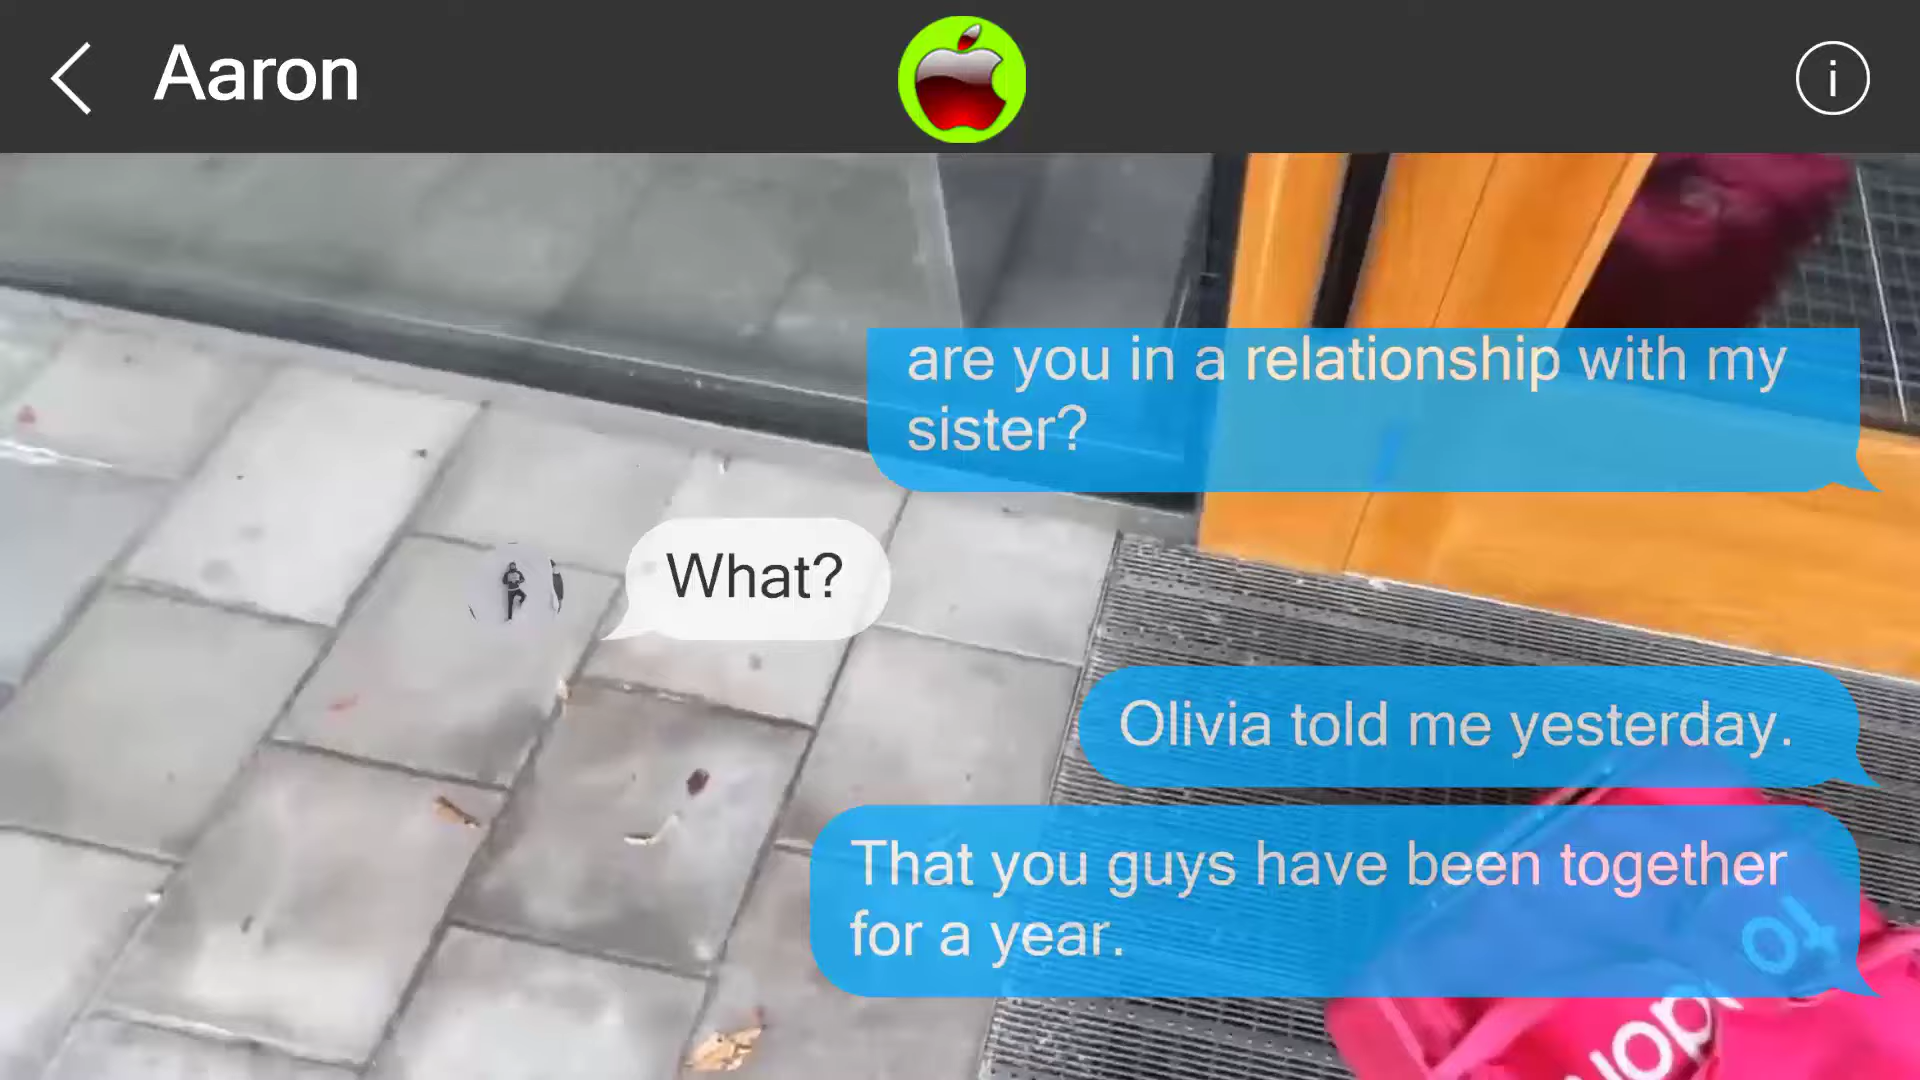 Aaron
are you in a relationship with my
sister?
What?
Olivia told me yesterday.
That you guys have been together
for a year.